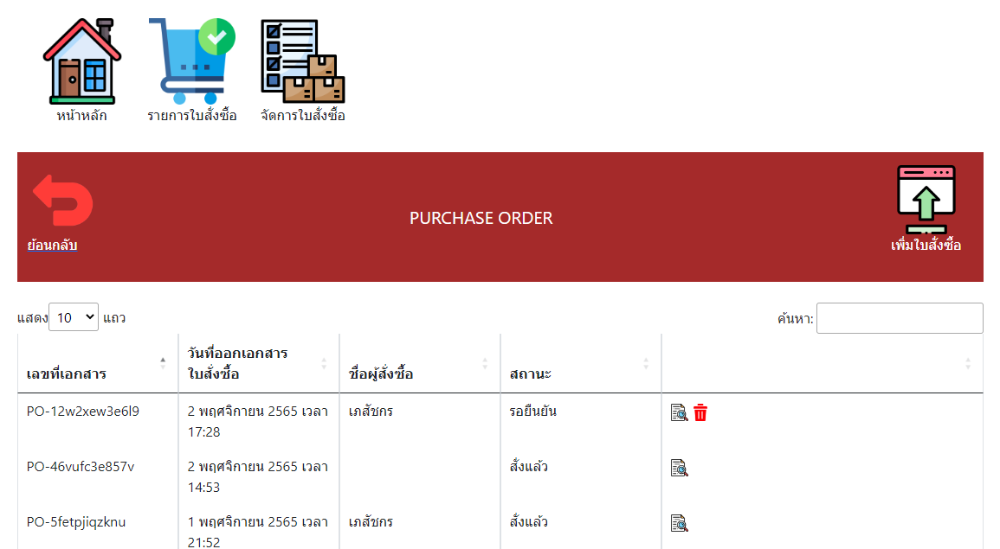 หน้าหลัก
รายการใบสั่งซื้อ
จัดการใบสั่งซื้อ
PURCHASE ORDER
ย้อนกลับ
เพิ่มใบสั่งซื้อ
แสดง 10 แถว
ค้นหา:
เลขที่เอกสาร
วันที่ออกเอกสาร
ใบสั่งซื้อ
ชื่อผู้สั่งซื้อ
สถานะ
PO-12w2xew3e6l9
2 พฤศจิกายน 2565 เวลา
17:28
เภสัชกร
รอยืนยัน
PO-46vufc3e857v
2 พฤศจิกายน 2565 เวลา
14:53
สั่งแล้ว
PO-5fetpjiqzknu
1 พฤศจิกายน 2565 เวลา
21:52
เภสัชกร
สั่งแล้ว